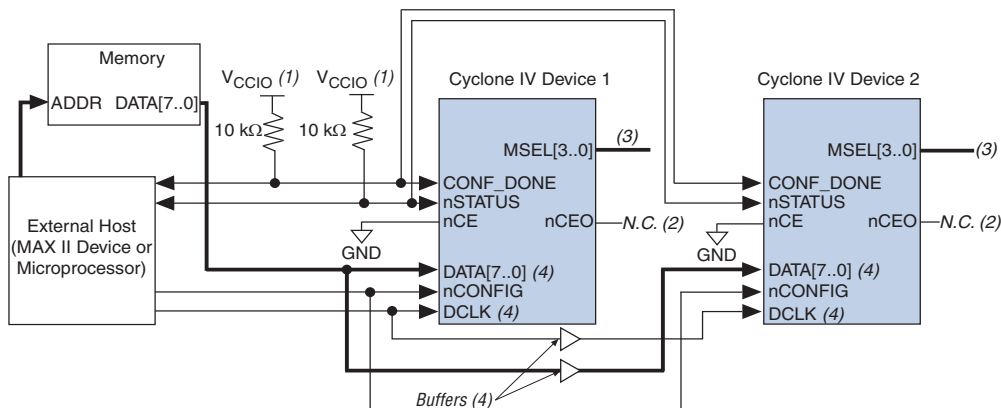 Memory
ADDR DATA[7..0]
VCCIO (1)
VCCIO (1)
10 kΩ
10 kΩ
Cyclone IV Device 1
MSEL[3..0]
(3)
CONF_DONE
nSTATUS
nCE
nCEO
N.C. (2)
GND
DATA[7..0] (4)
nCONFIG
DCLK (4)
External Host
(MAX II Device or
Microprocessor)
Cyclone IV Device 2
MSEL[3..0]
(3)
CONF_DONE
nSTATUS
nCE
nCEO
N.C. (2)
GND
DATA[7..0] (4)
nCONFIG
DCLK (4)
Buffers (4)